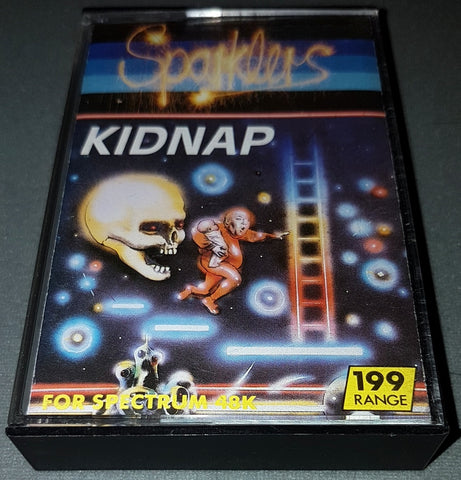 Sparklers
KIDNAP
FOR SPECTRUM 48K
199
RANGE